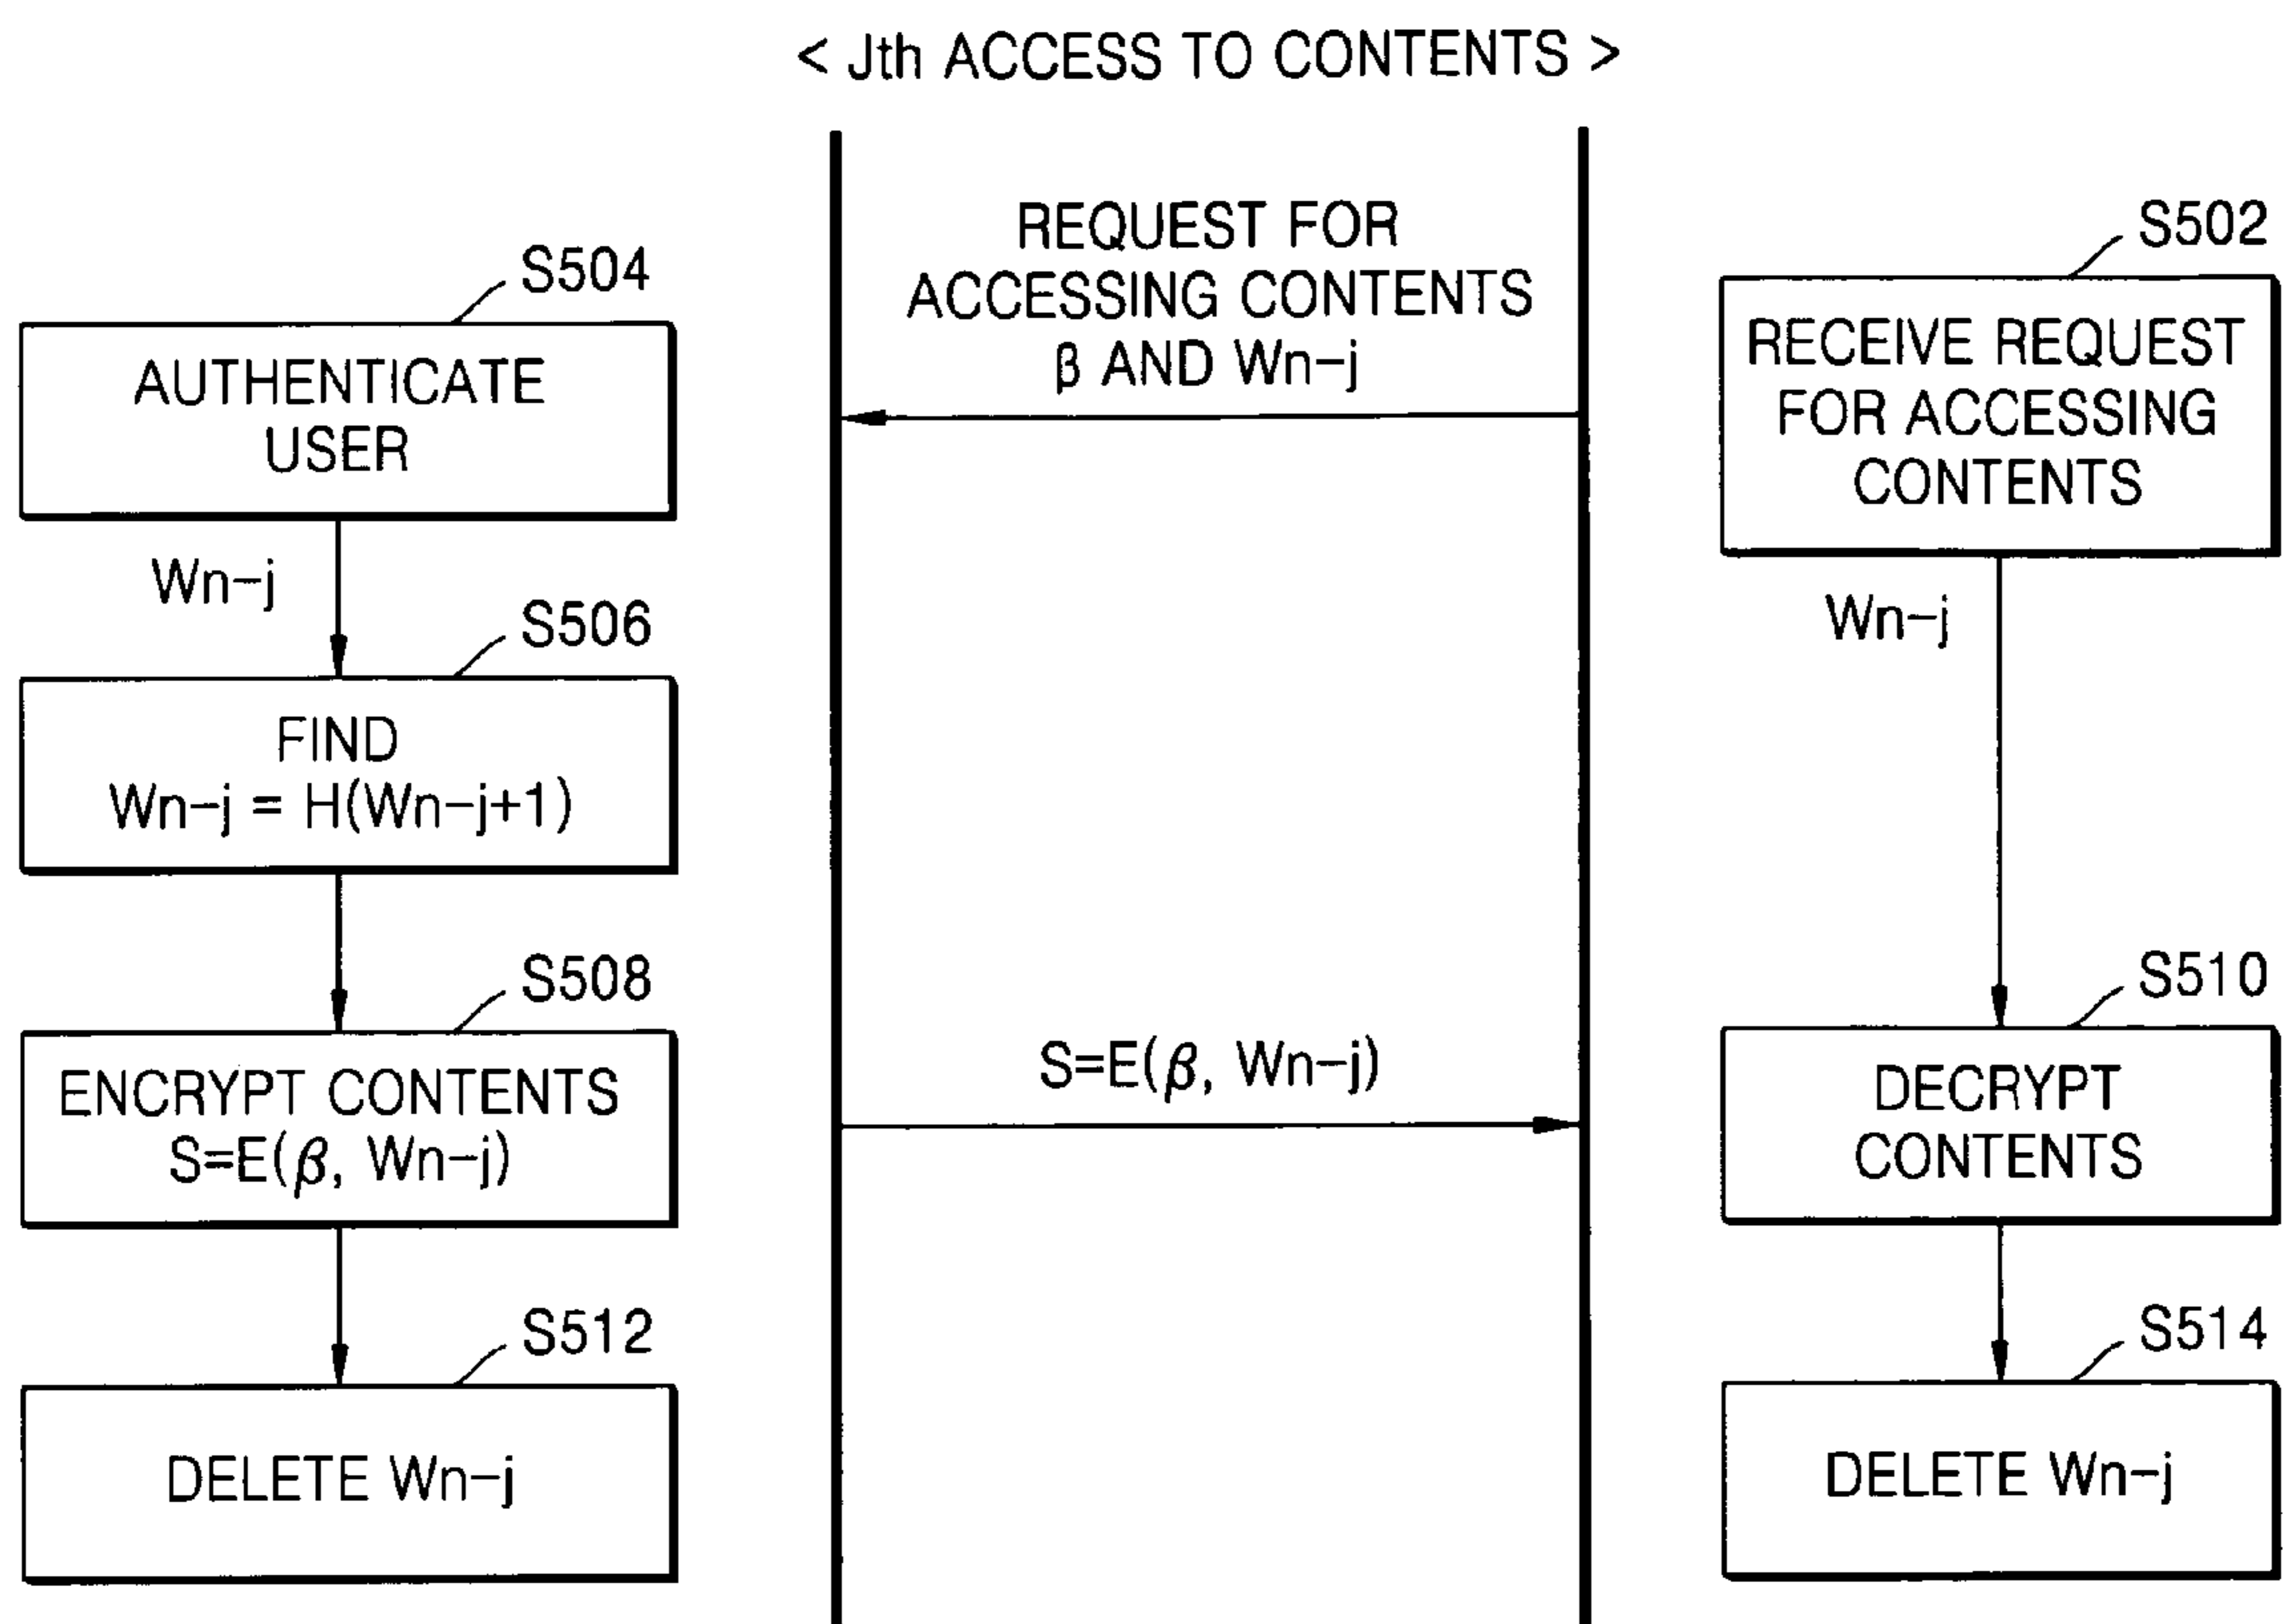 < Jth ACCESS TO CONTENTS >
S504
AUTHENTICATE
USER
Wn-j
S506
FIND
Wn-j = H(Wn-j+1)
S508
ENCRYPT CONTENTS
S=E(β, Wn-j)
S512
DELETE Wn-j
REQUEST FOR
ACCESSING CONTENTS
β AND Wn-j
S=E(β, Wn-j)
S502
RECEIVE REQUEST
FOR ACCESSING
CONTENTS
Wn-j
S510
DECRYPT
CONTENTS
S514
DELETE Wn-j